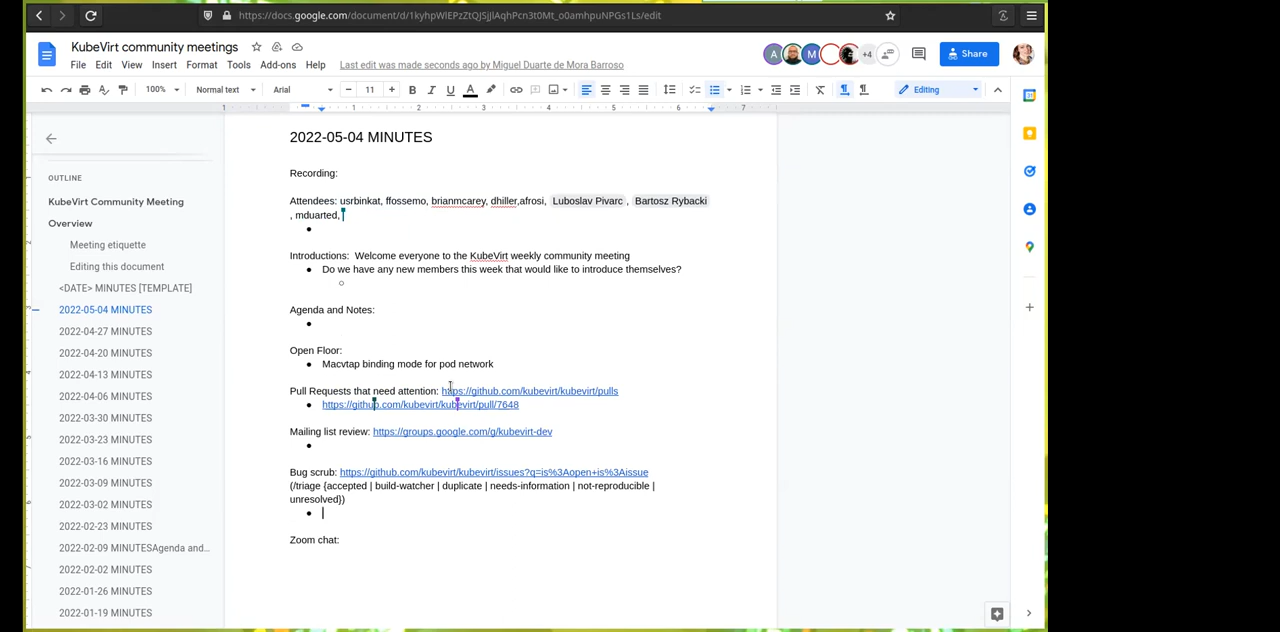 https://docs.google.com/document/d/1kyhpWlEPzZtQJSjJlAqhPcn3t0Mt_o0amhpuNPGs1Ls/edit
KubeVirt community meetings
File Edit View Insert Format Tools Add-ons Help
Last edit was made seconds ago by Miguel Duarte de Mora Barroso
A M +4
Share
100% Normal text Arial 11 B I U A Editing
1 1 2 3 4 5 6 7
OUTLINE
KubeVirt Community Meeting
Overview
Meeting etiquette
Editing this document
<DATE> MINUTES [TEMPLATE]
2022-05-04 MINUTES
2022-04-27 MINUTES
2022-04-20 MINUTES
2022-04-13 MINUTES
2022-04-06 MINUTES
2022-03-30 MINUTES
2022-03-23 MINUTES
2022-03-16 MINUTES
2022-03-09 MINUTES
2022-03-02 MINUTES
2022-02-23 MINUTES
2022-02-09 MINUTESAgenda and...
2022-02-02 MINUTES
2022-01-26 MINUTES
2022-01-19 MINUTES
2022-05-04 MINUTES
Recording:
Attendees: usrbinkat, ffossemo, brianmcarey, dhiller,afrosi, Luboslav Pivarc , Bartosz Rybacki
, mduarted,
Introductions: Welcome everyone to the KubeVirt weekly community meeting
Do we have any new members this week that would like to introduce themselves?
Agenda and Notes:
Open Floor:
Macvtap binding mode for pod network
Pull Requests that need attention: https://github.com/kubevirt/kubevirt/pulls
https://github.com/kubevirt/kubevirt/pull/7648
Mailing list review: https://groups.google.com/g/kubevirt-dev
Bug scrub: https://github.com/kubevirt/kubevirt/issues?q=is%3Aopen+is%3Aissue
(/triage {accepted | build-watcher | duplicate | needs-information | not-reproducible |
unresolved})
Zoom chat: